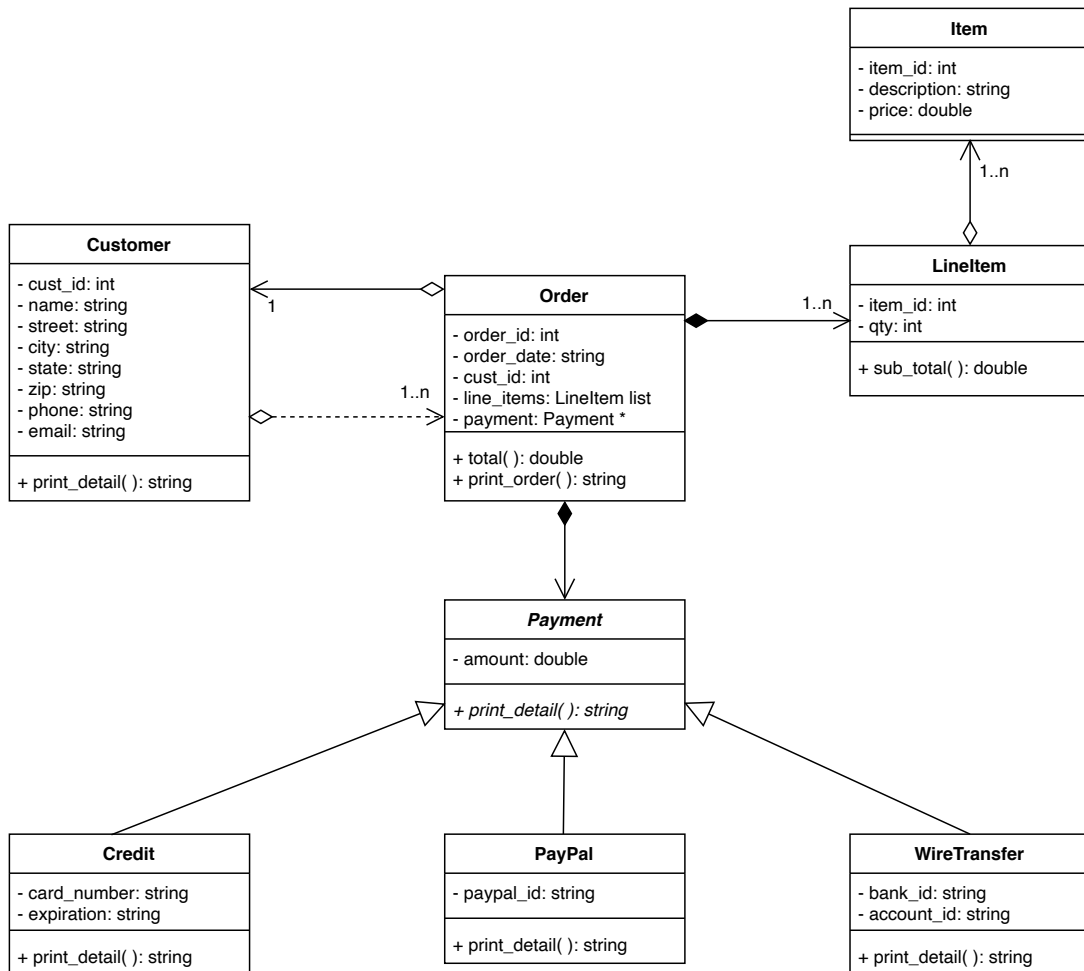 Item
- item_id: int
- description: string
- price: double
1..n
Customer
- cust_id: int
- name: string
- street: string
- city: string
- state: string
- zip: string
- phone: string
- email: string
+ print_detail( ): string
1
1..n
Order
- order_id: int
- order_date: string
- cust_id: int
- line_items: LineItem list
- payment: Payment *
+ total( ): double
+ print_order( ): string
1..n
LineItem
- item_id: int
- qty: int
+ sub_total( ): double
Payment
- amount: double
+ print_detail( ): string
Credit
- card_number: string
- expiration: string
+ print_detail( ): string
PayPal
- paypal_id: string
+ print_detail( ): string
WireTransfer
- bank_id: string
- account_id: string
+ print_detail( ): string